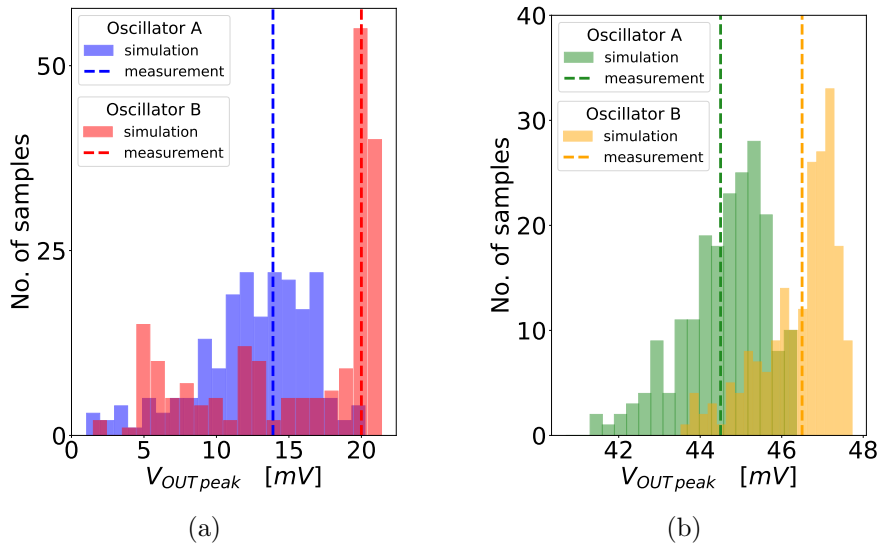 Oscillator A
simulation
measurement
Oscillator B
simulation
measurement
No. of samples
50
25
0
0 5 10 15 20
V_OUT peak [mV]
(a)
Oscillator A
simulation
measurement
Oscillator B
simulation
measurement
No. of samples
40
30
20
10
0
42 44 46 48
V_OUT peak [mV]
(b)